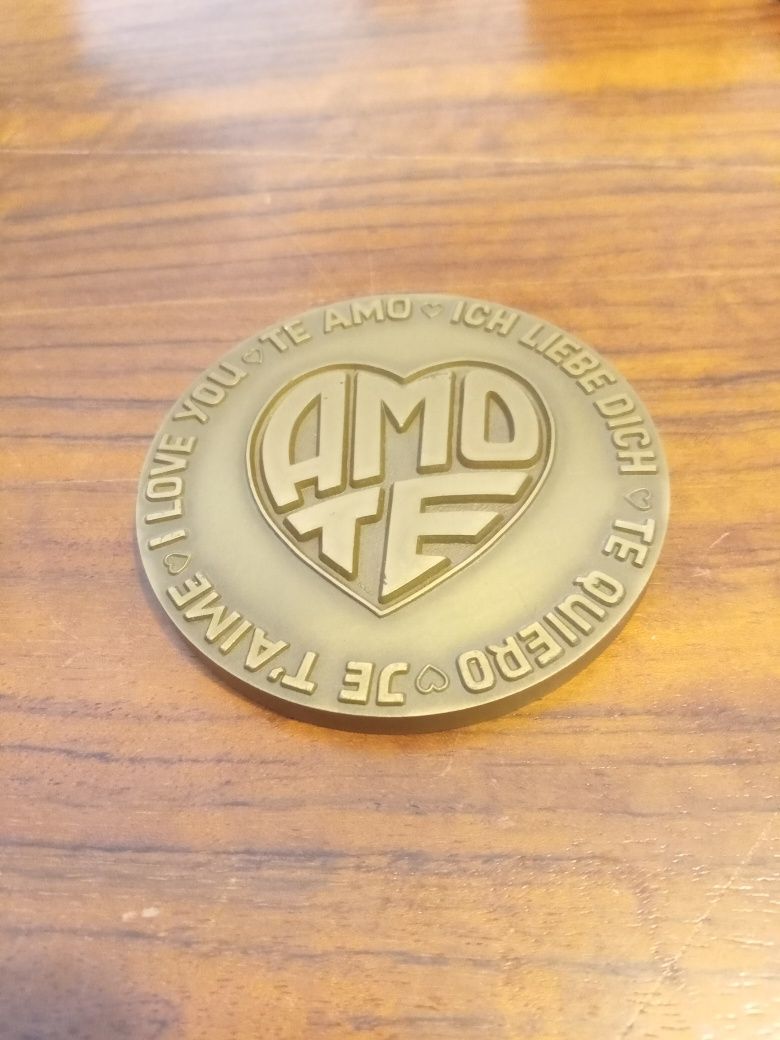 AMO
TE
TE AMO ♡ ICH LIEBE DICH ♡ TE QUIERO ♡ JE T'AIME ♡ I LOVE YOU ♡